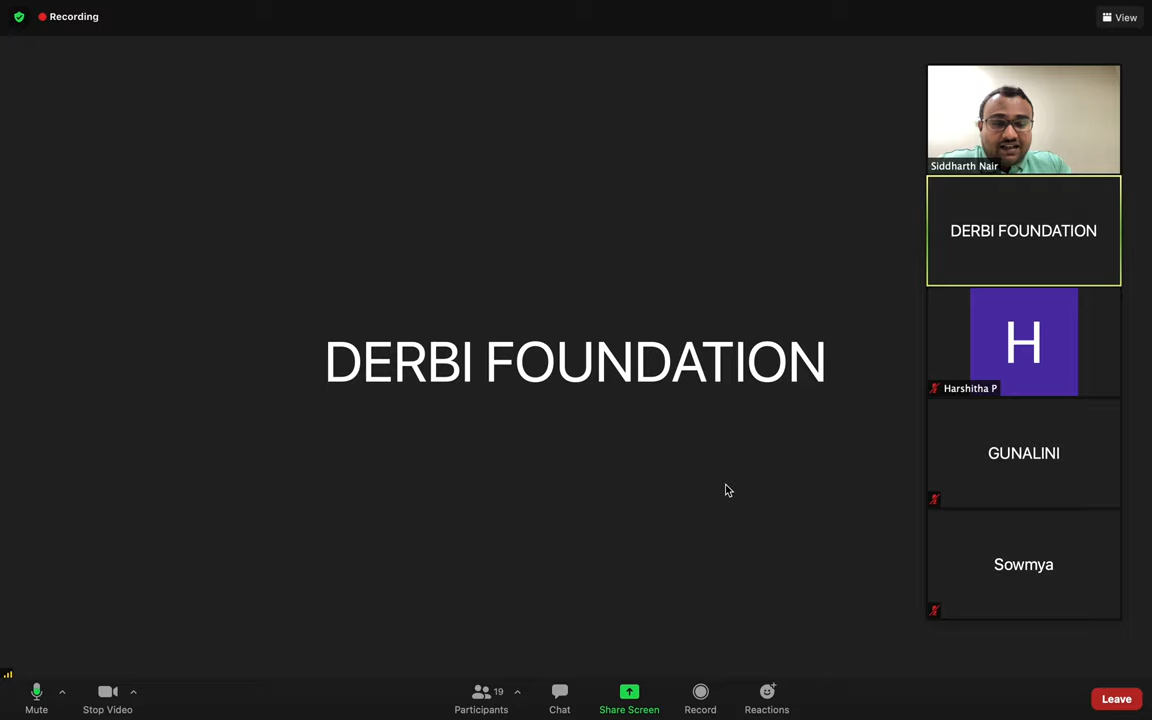 Recording
View
Siddharth Nair
DERBI FOUNDATION
DERBI FOUNDATION
H
Harshitha P
GUNALINI
Sowmya
Mute
Stop Video
19
Participants
Chat
Share Screen
Record
Reactions
Leave